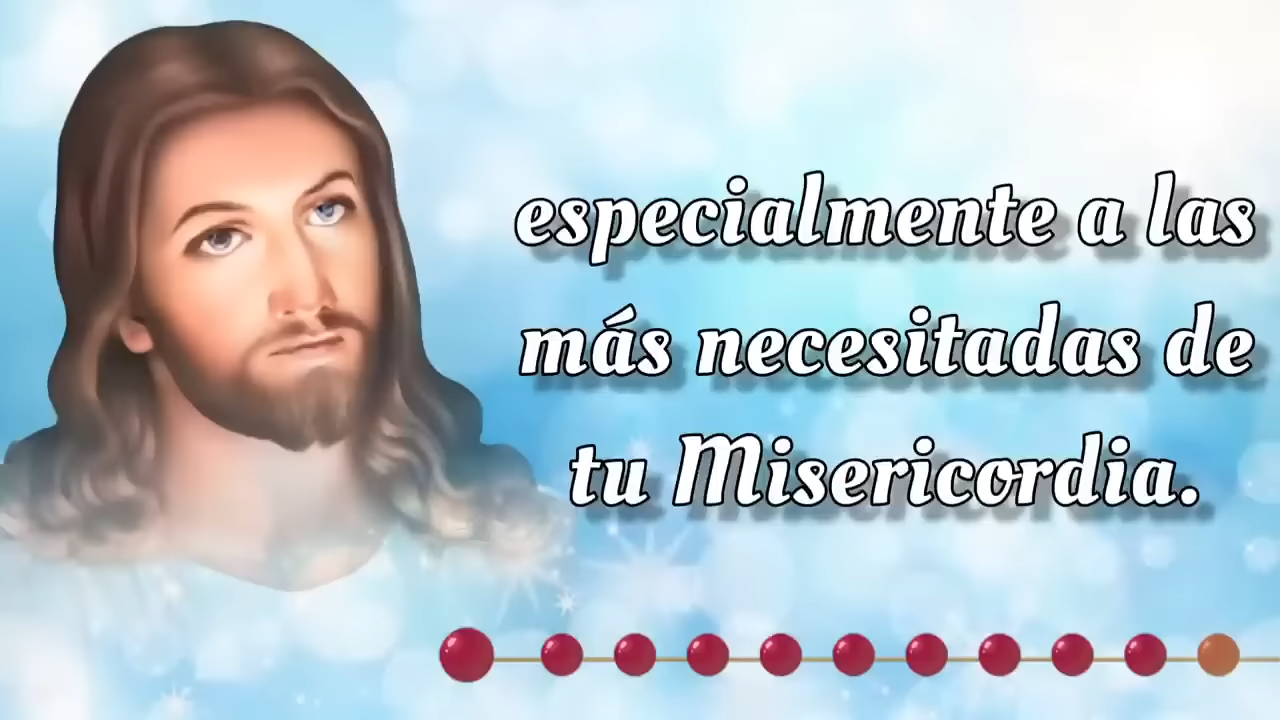 especialmente a las
más necesitadas de
tu Misericordia.